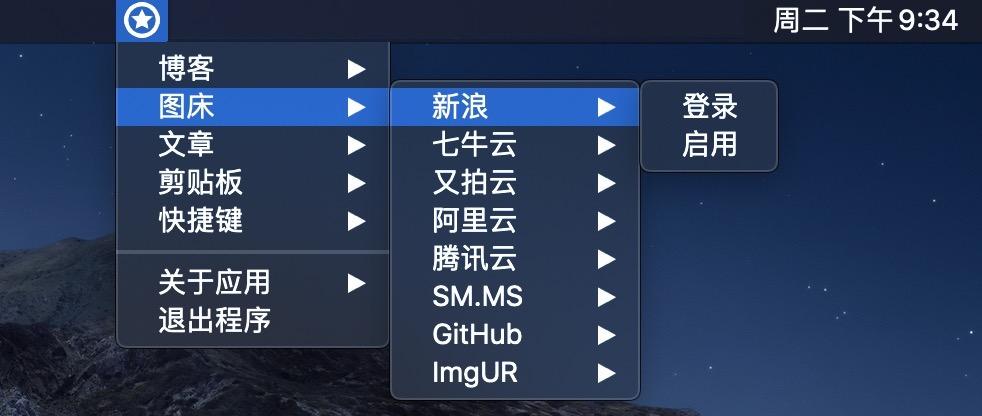 周二 下午9:34
博客
图床
文章
剪贴板
快捷键
关于应用
退出程序
新浪
七牛云
又拍云
阿里云
腾讯云
SM.MS
GitHub
ImgUR
登录
启用